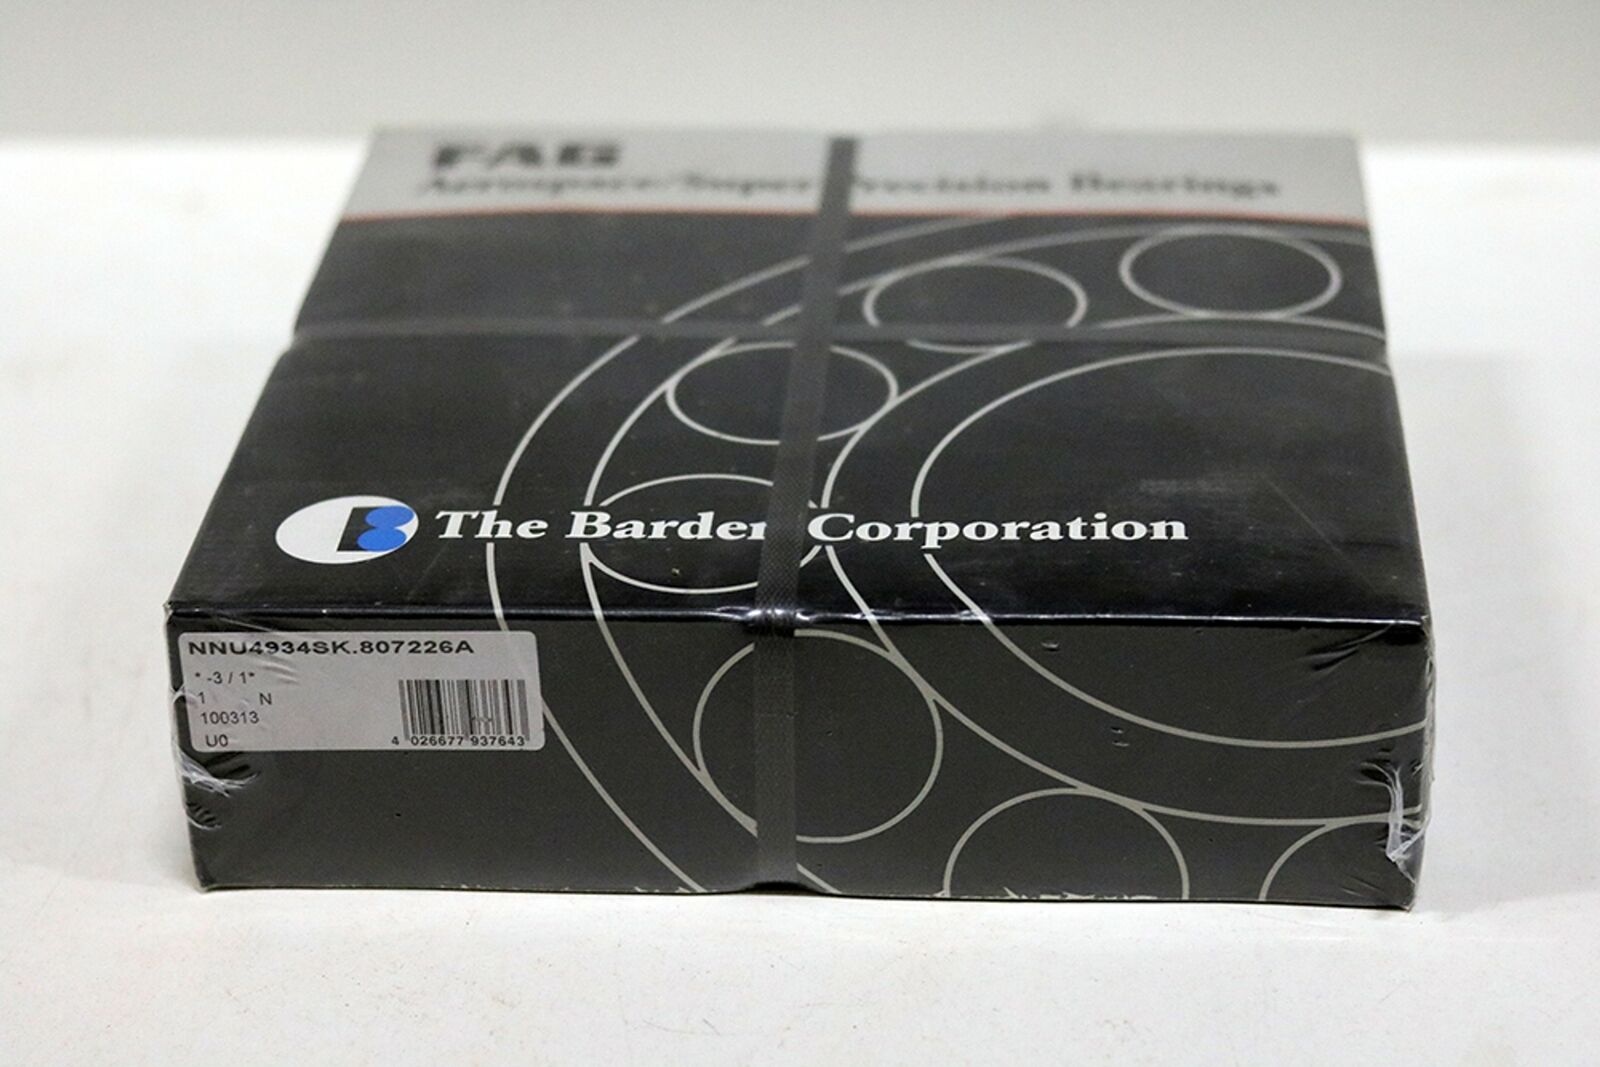 FAG
Aerospace/Super Precision Bearings
The Barden Corporation
NNU4934SK.807226A
* -3 / 1*
1 N
100313
U0
4 026677 937643